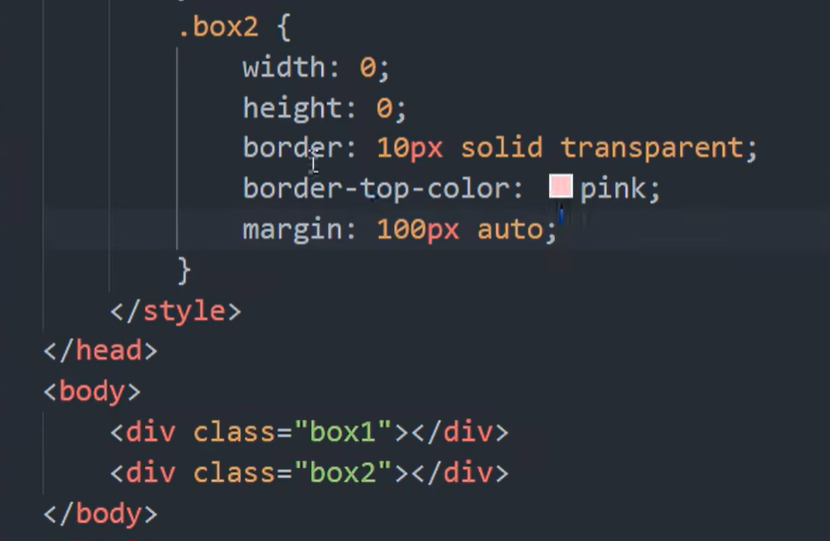 .box2 {
width: 0;
height: 0;
border: 10px solid transparent;
border-top-color: pink;
margin: 100px auto;
}
</style>
</head>
<body>
<div class="box1"></div>
<div class="box2"></div>
</body>